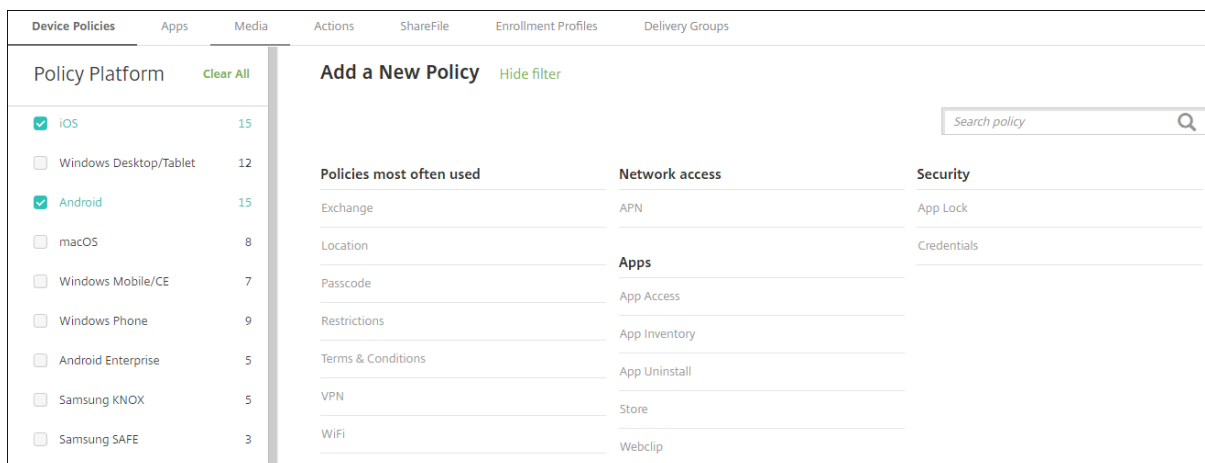 Device Policies Apps Media Actions ShareFile Enrollment Profiles Delivery Groups
Policy Platform Clear All
iOS 15
Windows Desktop/Tablet 12
Android 15
macOS 8
Windows Mobile/CE 7
Windows Phone 9
Android Enterprise 5
Samsung KNOX 5
Samsung SAFE 3
Add a New Policy Hide filter
Search policy
Policies most often used
Exchange
Location
Passcode
Restrictions
Terms & Conditions
VPN
WiFi
Network access
APN
Apps
App Access
App Inventory
App Uninstall
Store
Webclip
Security
App Lock
Credentials